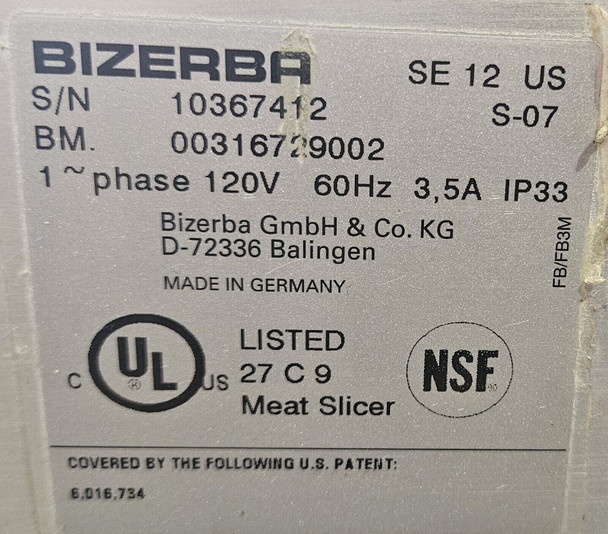 BIZERBA SE 12 US
S/N 10367412 S-07
BM. 00316729002
1~phase 120V 60Hz 3,5A IP33
Bizerba GmbH & Co. KG
D-72336 Balingen
MADE IN GERMANY
FB/FB3M
C UL ® US
LISTED
27 C 9
Meat Slicer
NSF
COVERED BY THE FOLLOWING U.S. PATENT:
6,016,734